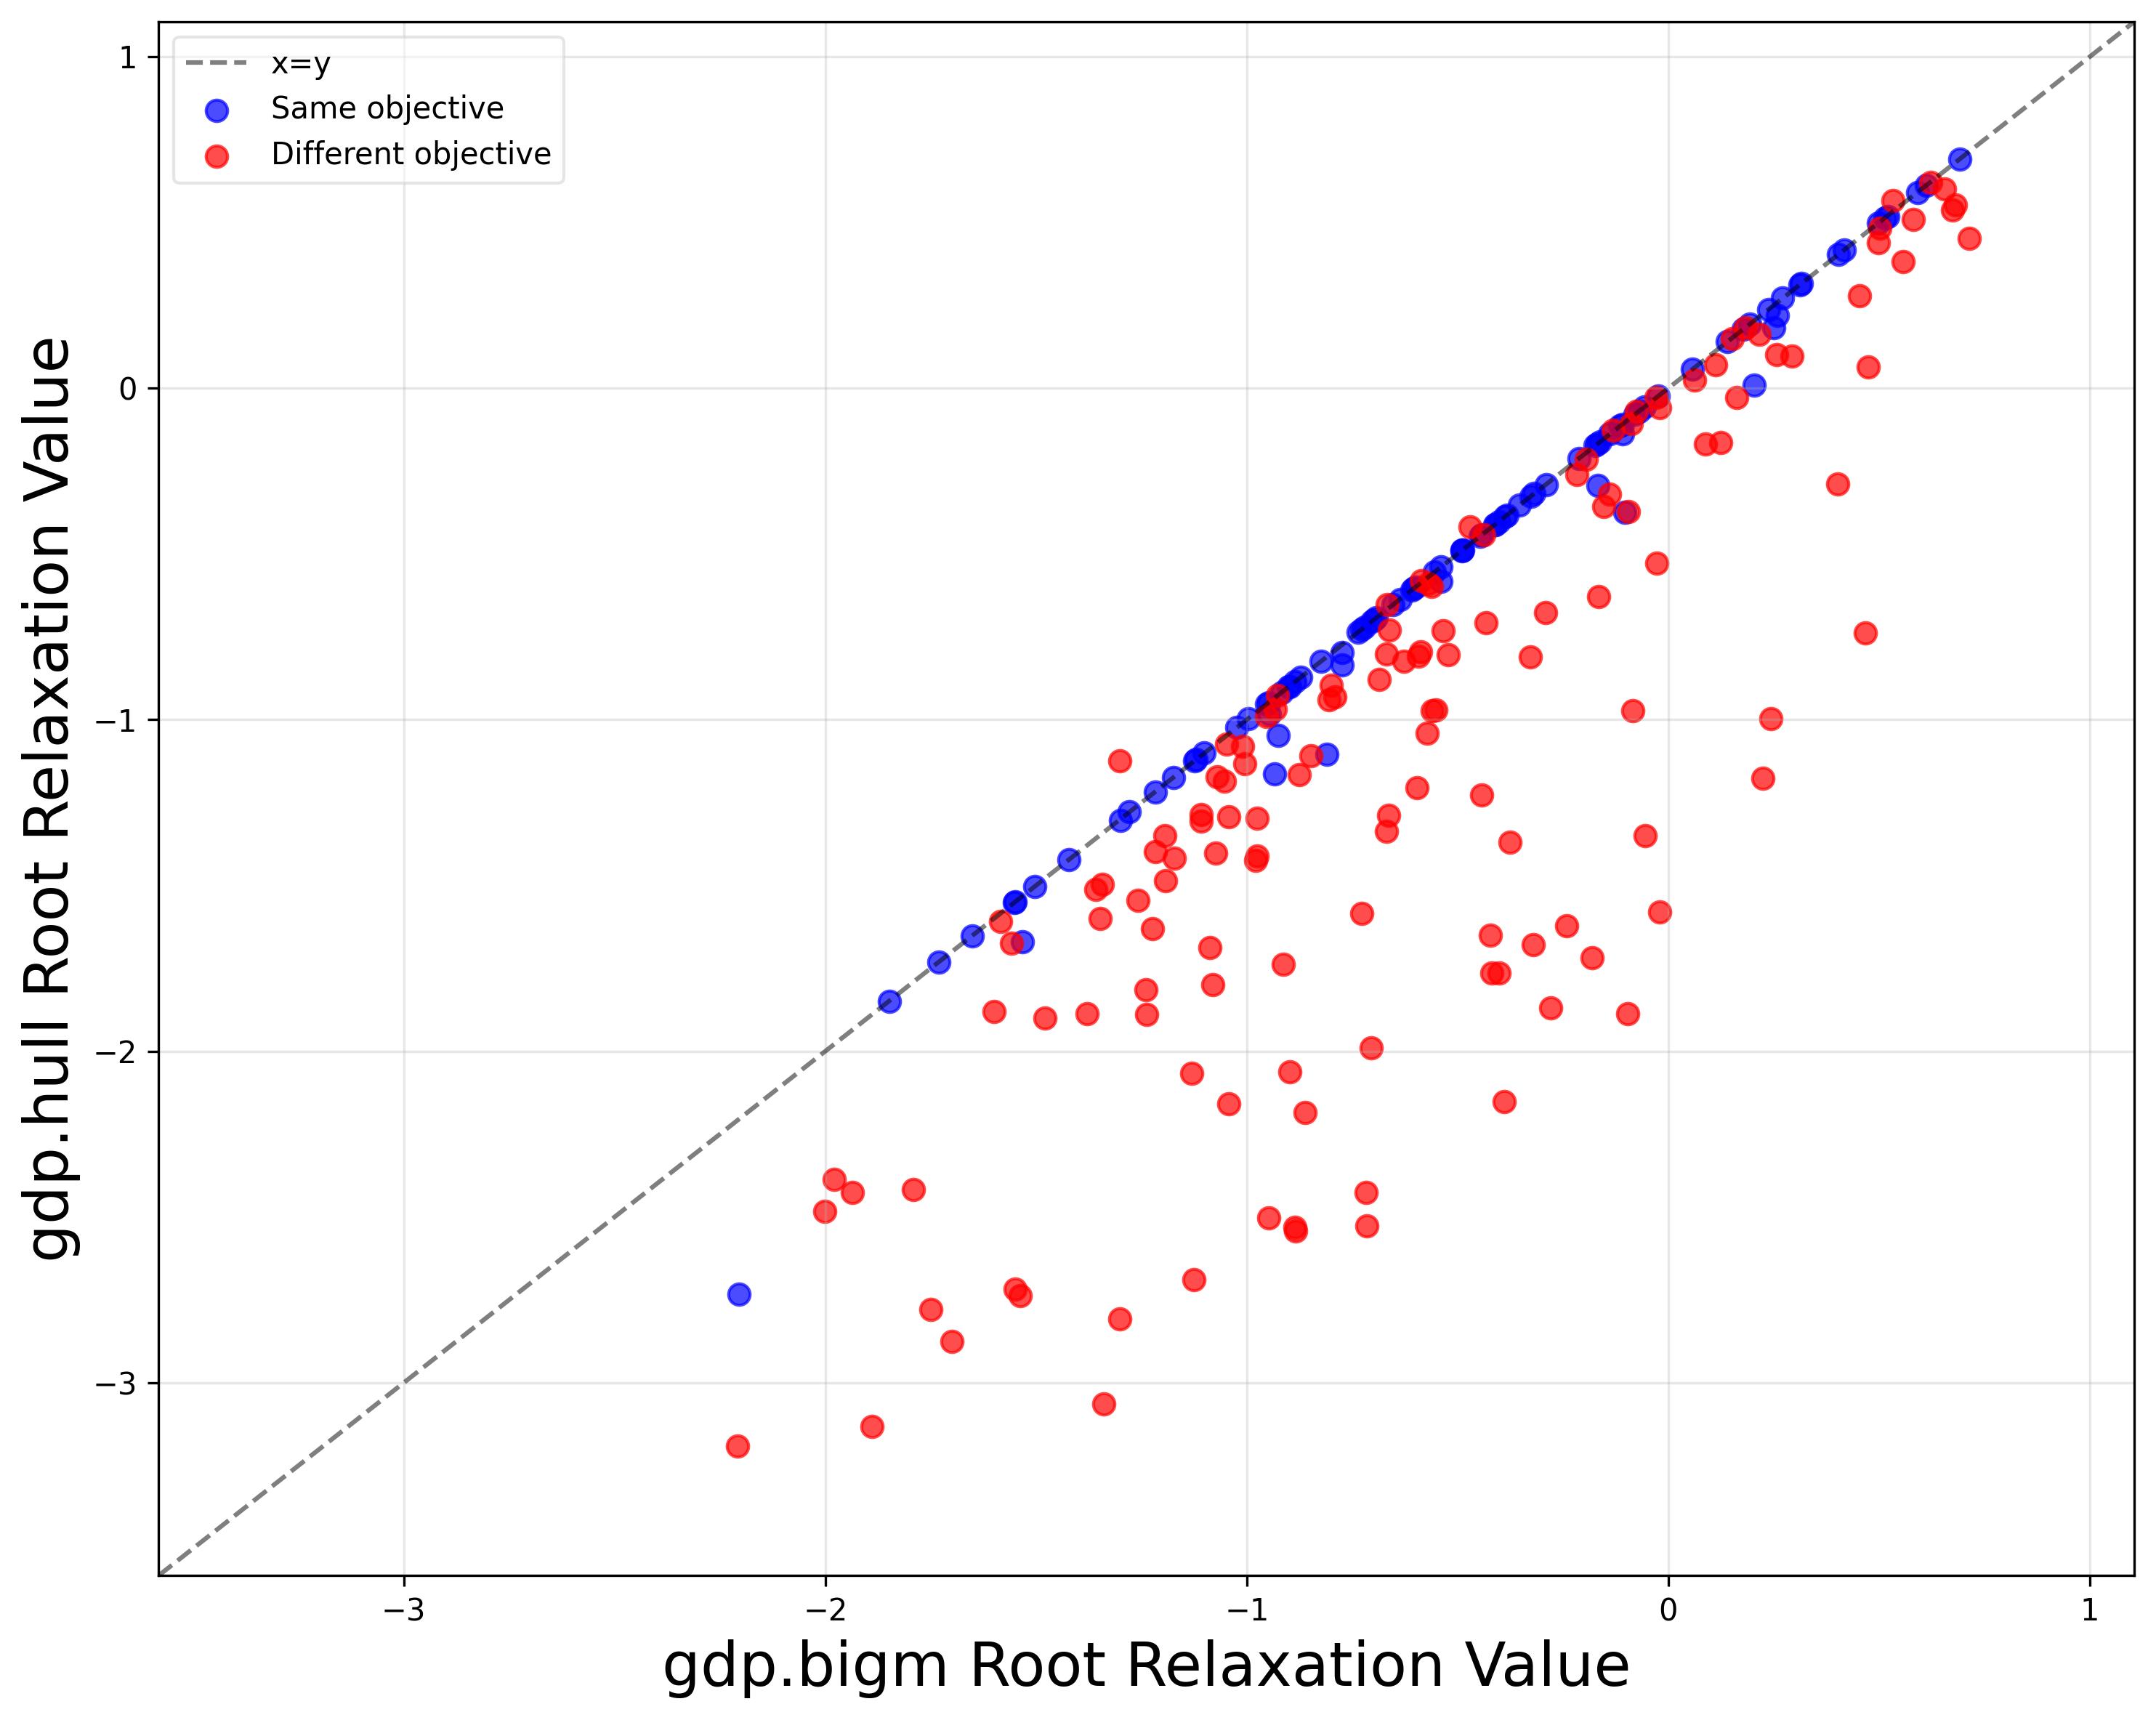 x=y
Same objective
Different objective
1
0
−1
−2
−3
gdp.hull Root Relaxation Value
−3
−2
−1
0
1
gdp.bigm Root Relaxation Value